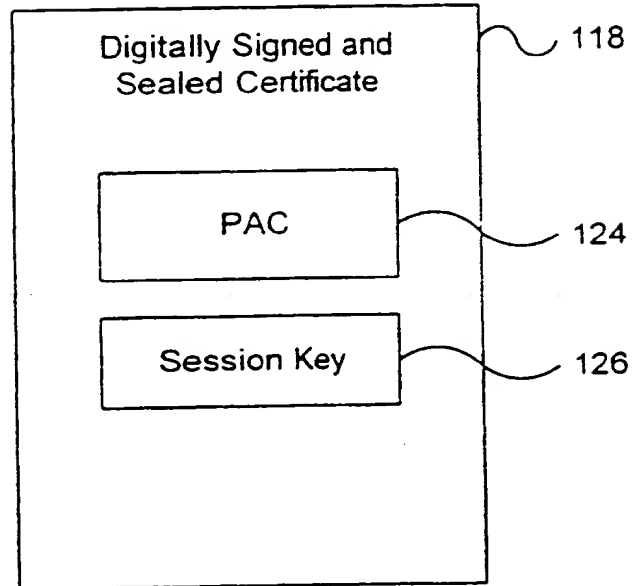 Digitally Signed and
Sealed Certificate
118
PAC
124
Session Key
126